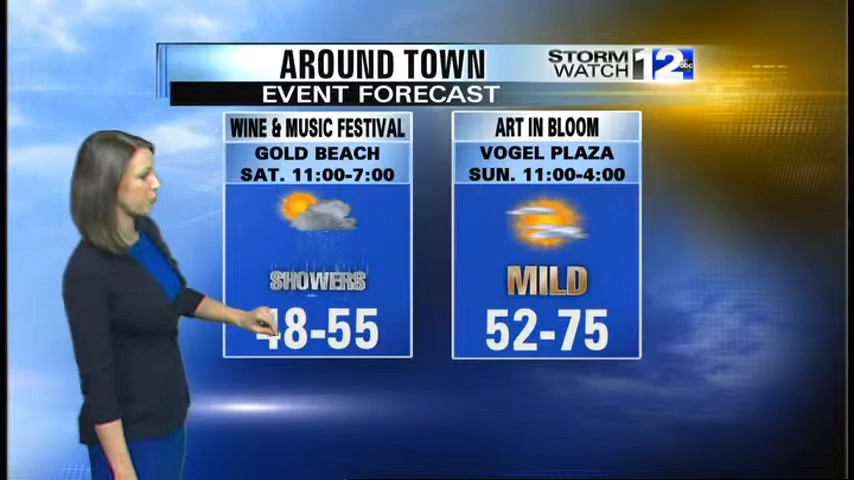 AROUND TOWN
EVENT FORECAST
STORM
WATCH
12
abc
WINE & MUSIC FESTIVAL
GOLD BEACH
SAT. 11:00-7:00
SHOWERS
48-55
ART IN BLOOM
VOGEL PLAZA
SUN. 11:00-4:00
MILD
52-75